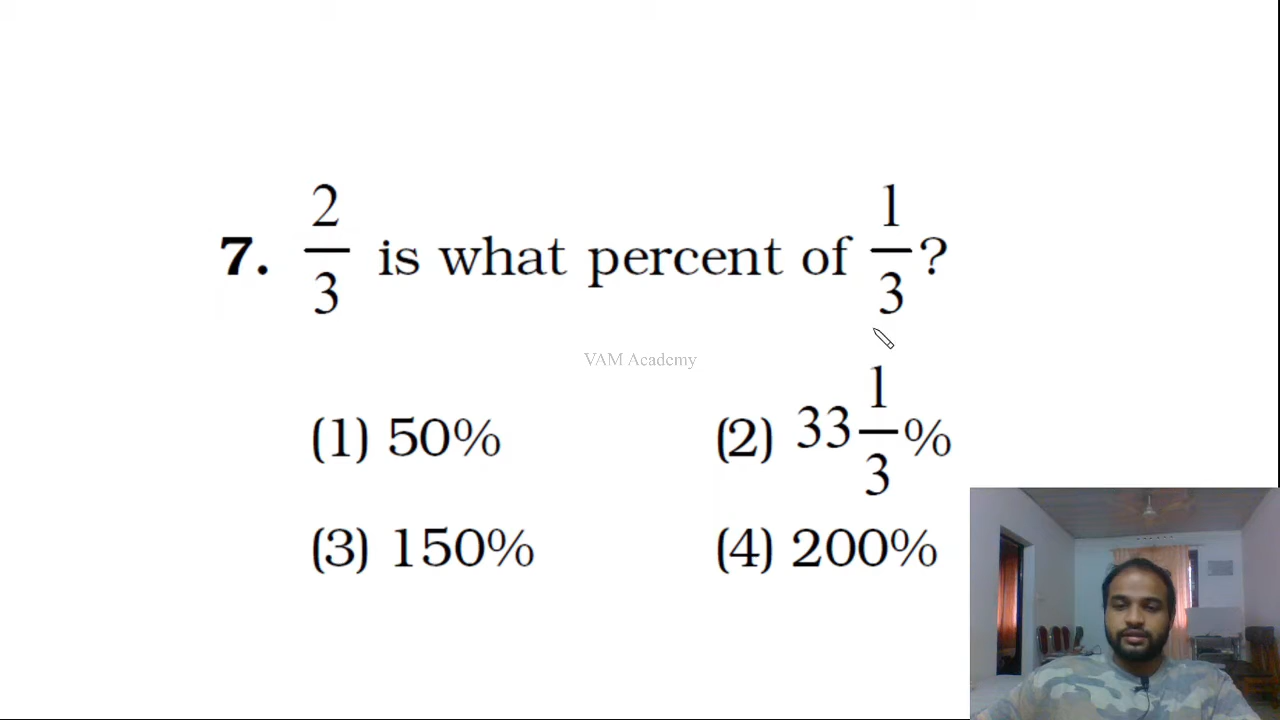 7. 2/3 is what percent of 1/3?
VAM Academy
(1) 50% (2) 33 1/3 %
(3) 150% (4) 200%